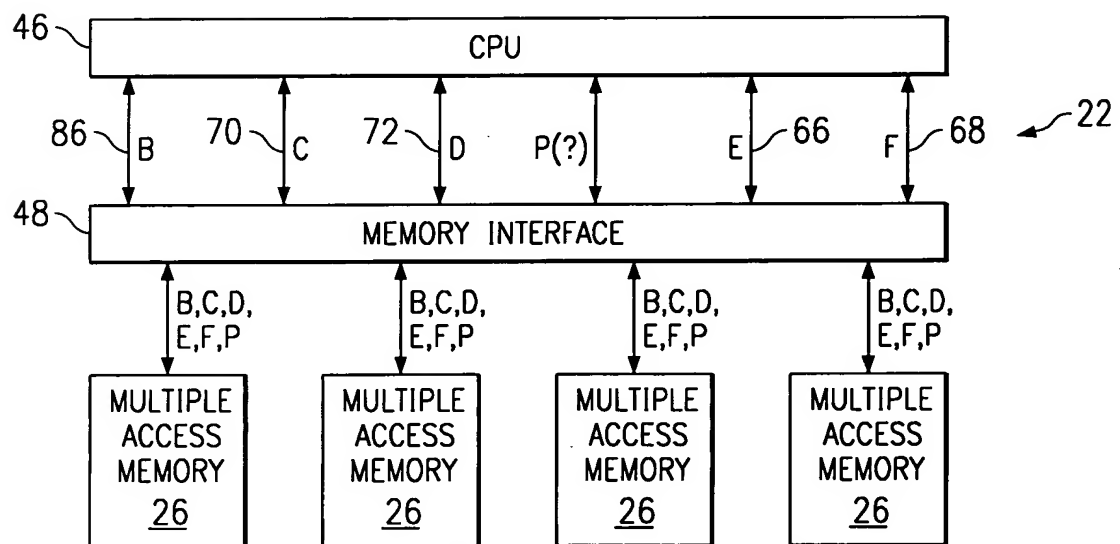 46
CPU
86
B
70
C
72
D
P(?)
E
66
F
68
22
48
MEMORY INTERFACE
B,C,D,
E,F,P
B,C,D,
E,F,P
B,C,D,
E,F,P
B,C,D,
E,F,P
MULTIPLE
ACCESS
MEMORY
26
MULTIPLE
ACCESS
MEMORY
26
MULTIPLE
ACCESS
MEMORY
26
MULTIPLE
ACCESS
MEMORY
26